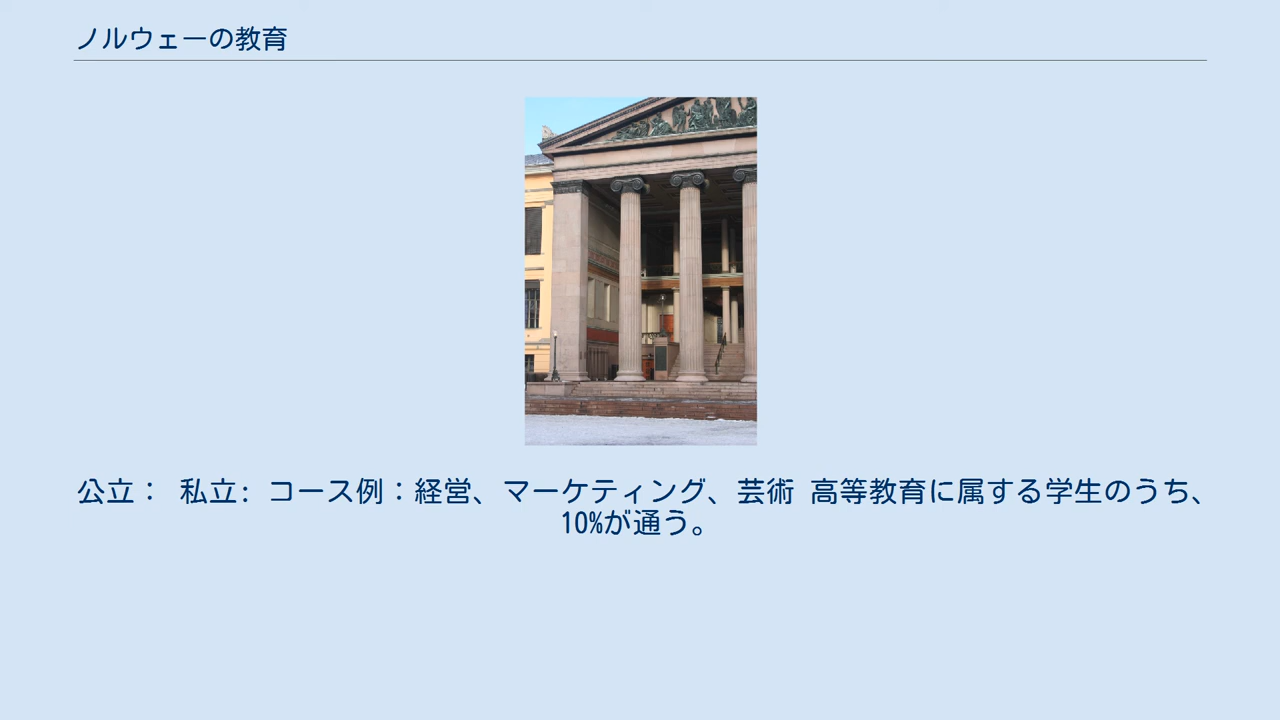 ノルウェーの教育
公立： 私立: コース例：経営、マーケティング、芸術 高等教育に属する学生のうち、
10%が通う。